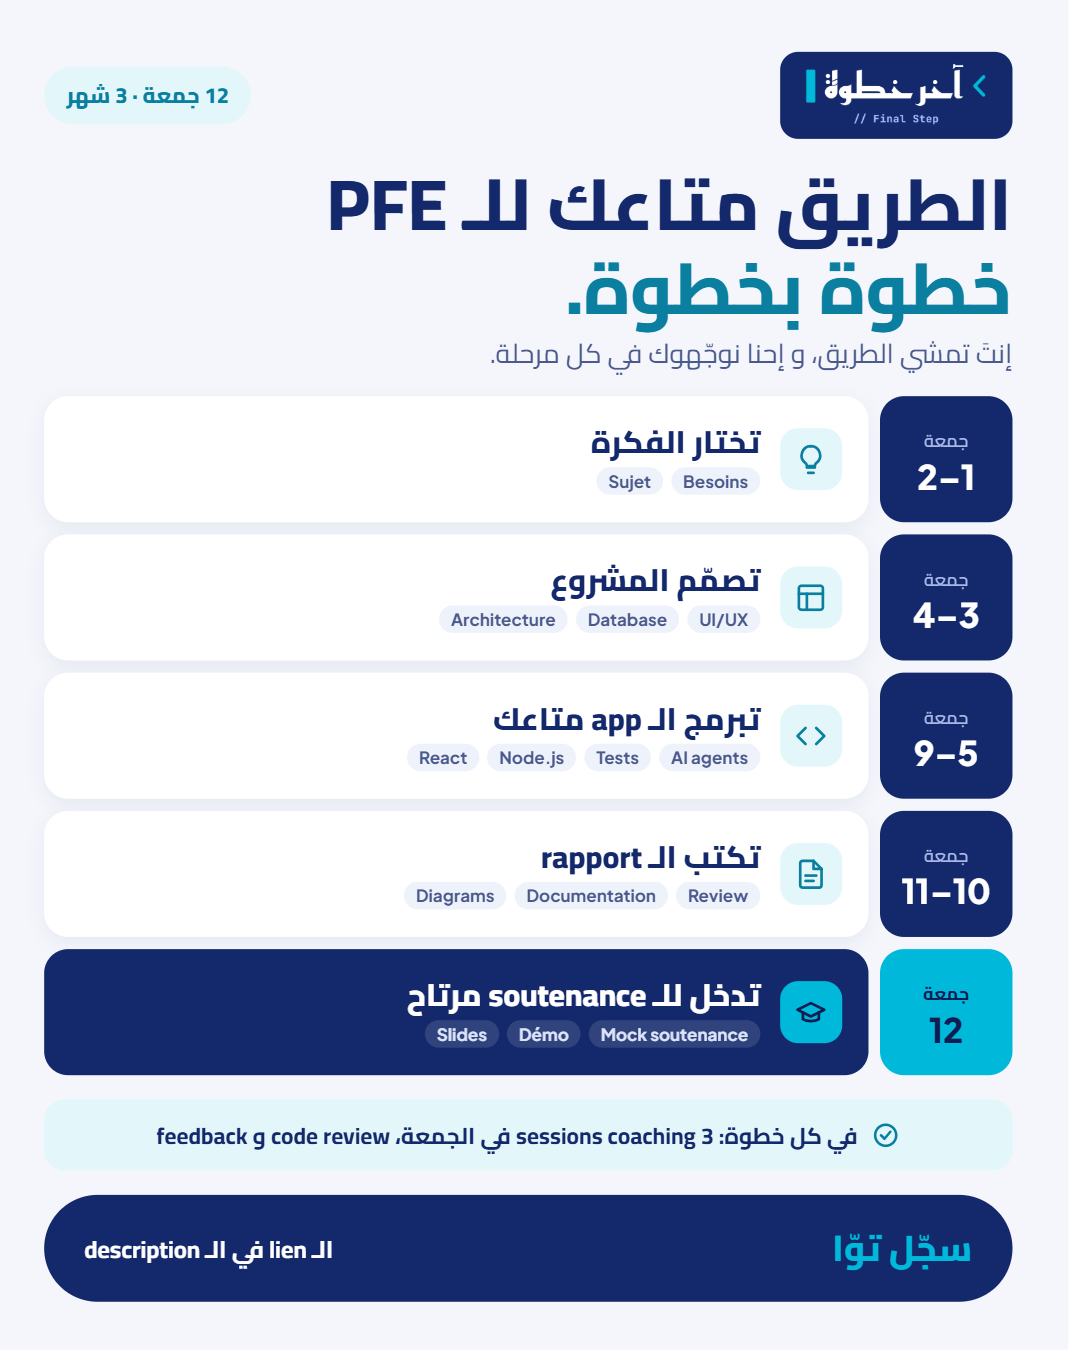 آخر خطوة
// Final Step
12 جمعة · 3 شهر
الطريق متاعك للـ PFE
خطوة بخطوة.
إنتَ تمشي الطريق، و إحنا نوجّهوك في كل مرحلة.
جمعة
1–2
تختار الفكرة
Besoins Sujet
جمعة
3–4
تصمّم المشروع
UI/UX Database Architecture
جمعة
5–9
تبرمج الـ app متاعك
AI agents Tests Node.js React
جمعة
10–11
تكتب الـ rapport
Review Documentation Diagrams
جمعة
12
تدخل للـ soutenance مرتاح
Mock soutenance Démo Slides
في كل خطوة: 3 sessions coaching في الجمعة، code review و feedback
سجّل توّا
الـ lien في الـ description